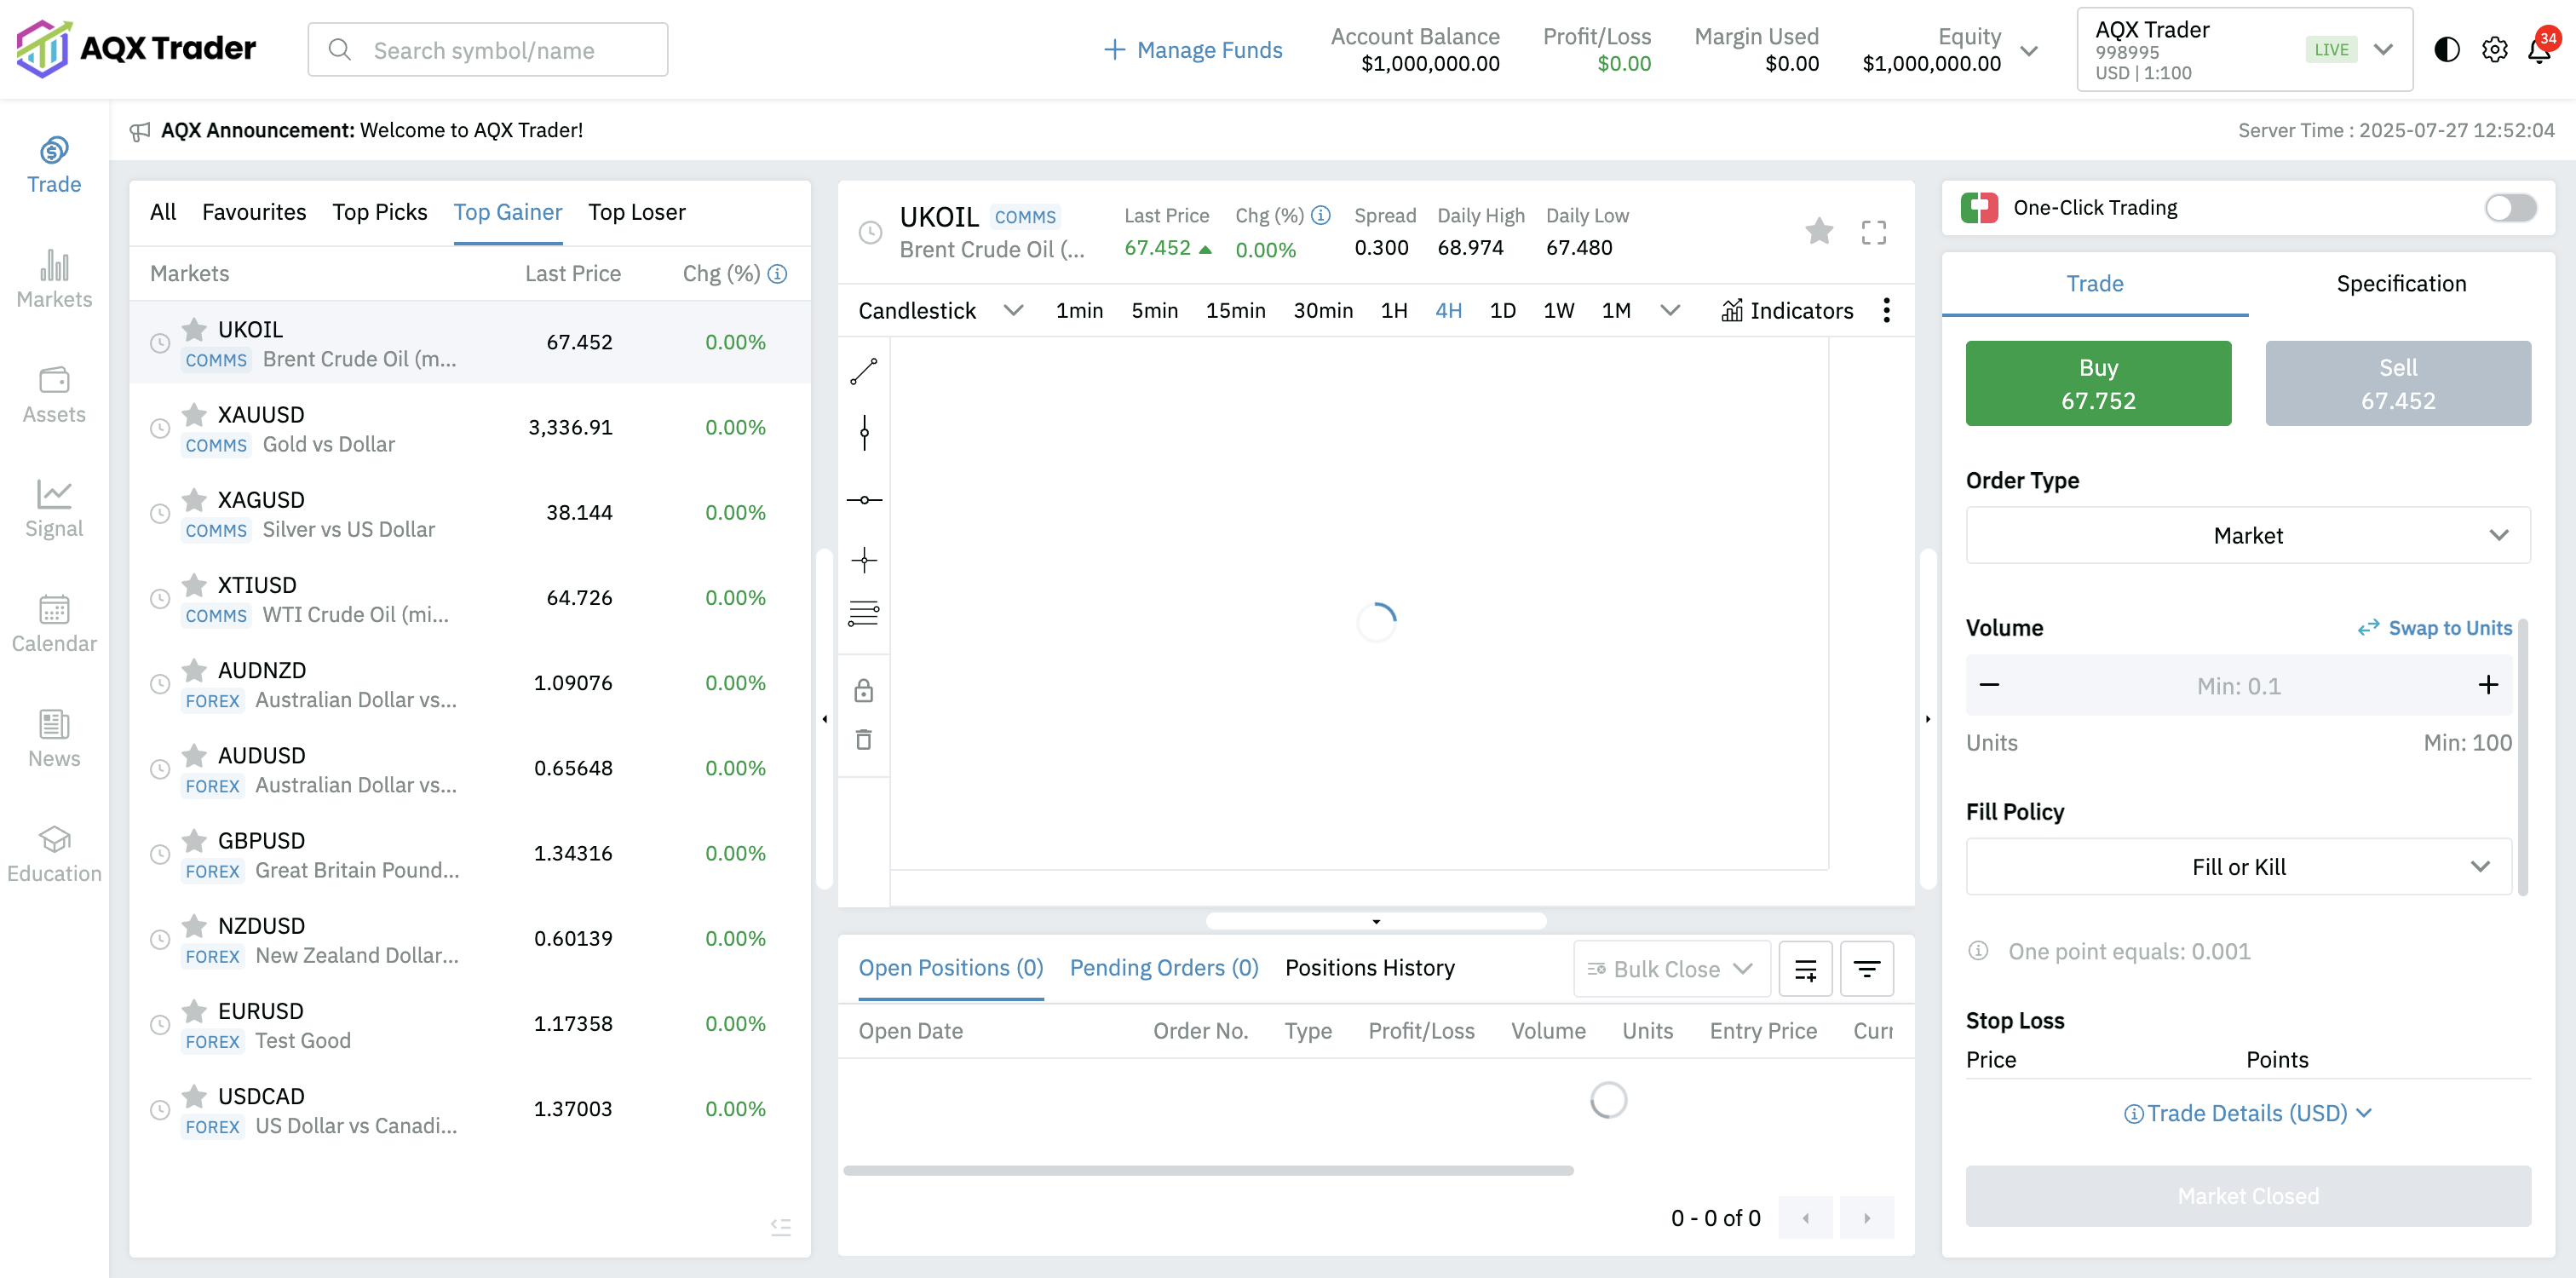 AQX Trader
Search symbol/name
Manage Funds
Account Balance
$1,000,000.00
Profit/Loss
$0.00
Margin Used
$0.00
Equity
$1,000,000.00
AQX Trader
998995
USD | 1:100
LIVE
34
AQX Announcement: Welcome to AQX Trader!
Server Time : 2025-07-27 12:52:04
Trade
Markets
Assets
Signal
Calendar
News
Education
All Favourites Top Picks Top Gainer Top Loser
Markets Last Price Chg (%)
UKOIL
COMMS Brent Crude Oil (m...
67.452 0.00%
XAUUSD
COMMS Gold vs Dollar
3,336.91 0.00%
XAGUSD
COMMS Silver vs US Dollar
38.144 0.00%
XTIUSD
COMMS WTI Crude Oil (mi...
64.726 0.00%
AUDNZD
FOREX Australian Dollar vs...
1.09076 0.00%
AUDUSD
FOREX Australian Dollar vs...
0.65648 0.00%
GBPUSD
FOREX Great Britain Pound...
1.34316 0.00%
NZDUSD
FOREX New Zealand Dollar...
0.60139 0.00%
EURUSD
FOREX Test Good
1.17358 0.00%
USDCAD
FOREX US Dollar vs Canadi...
1.37003 0.00%
UKOIL COMMS
Brent Crude Oil (...
Last Price
67.452
Chg (%)
0.00%
Spread
0.300
Daily High
68.974
Daily Low
67.480
Candlestick 1min 5min 15min 30min 1H 4H 1D 1W 1M Indicators
Open Positions (0) Pending Orders (0) Positions History Bulk Close
Open Date Order No. Type Profit/Loss Volume Units Entry Price Curr
0 - 0 of 0
One-Click Trading
Trade Specification
Buy
67.752
Sell
67.452
Order Type
Market
Volume Swap to Units
Min: 0.1
Units Min: 100
Fill Policy
Fill or Kill
One point equals: 0.001
Stop Loss
Price Points
Trade Details (USD)
Market Closed